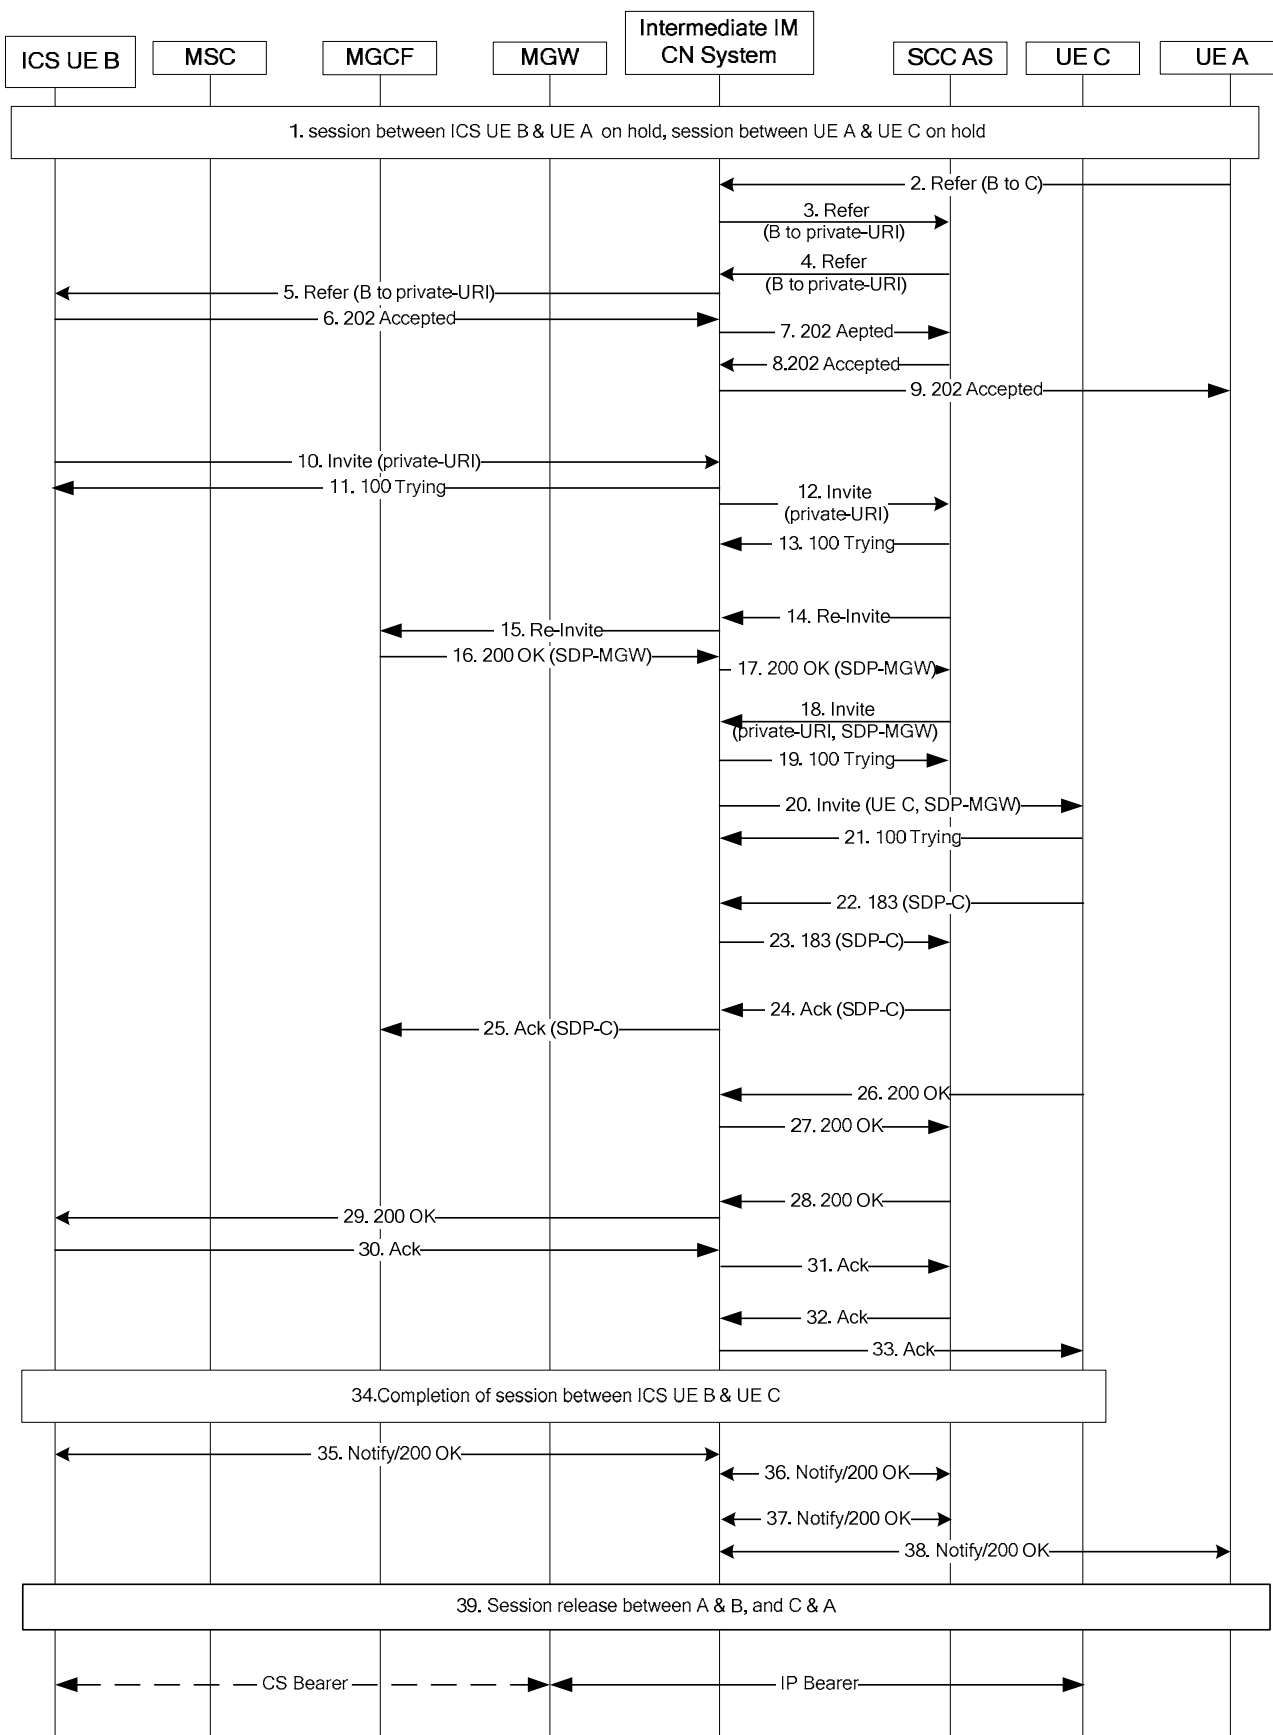 Intermediate IM
CN System
ICS UE B
MSC
MGCF
MGW
SCC AS
UE C
UE A
1. session between ICS UE B & UE A on hold, session between UE A & UE C on hold
2. Refer (B to C)
3. Refer
(B to private-URI)
4. Refer
(B to private-URI)
5. Refer (B to private-URI)
6. 202 Accepted
7. 202 Aepted
8.202 Accepted
9. 202 Accepted
10. Invite (private-URI)
11. 100 Trying
12. Invite
(private-URI)
13. 100 Trying
14. Re-Invite
15. Re-Invite
16. 200 OK (SDP-MGW)
17. 200 OK (SDP-MGW)
18. Invite
(private-URI, SDP-MGW)
19. 100 Trying
20. Invite (UE C, SDP-MGW)
21. 100 Trying
22. 183 (SDP-C)
23. 183 (SDP-C)
24. Ack (SDP-C)
25. Ack (SDP-C)
26. 200 OK
27. 200 OK
28. 200 OK
29. 200 OK
30. Ack
31. Ack
32. Ack
33. Ack
34.Completion of session between ICS UE B & UE C
35. Notify/200 OK
36. Notify/200 OK
37. Notify/200 OK
38. Notify/200 OK
39. Session release between A & B, and C & A
CS Bearer
IP Bearer